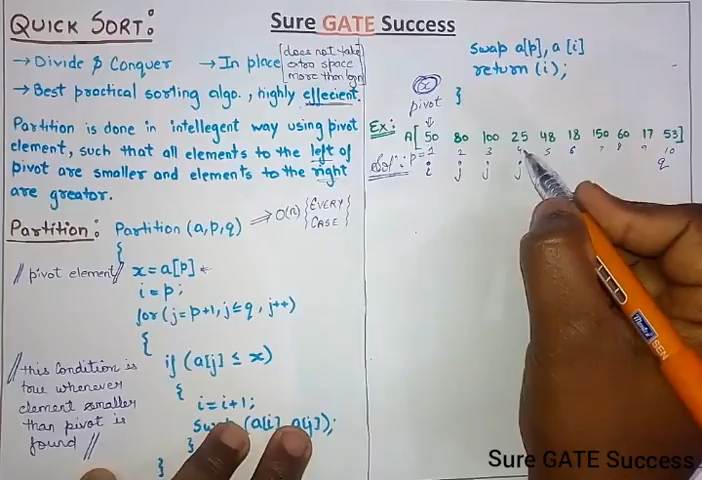 Sure GATE Success
QUICK SORT:
→ Divide & Conquer → In place [does not take
extra space
more than logn]
→ Best practical sorting algo., highly effecient.
Partition is done in intellegent way using pivot
element, such that all elements to the left of
pivot are smaller and elements to the right
are greator.
Partition: Partition (a,p,q) ⇒ O(n) {EVERY
CASE}
{
// pivot element // x = a[p] ←
i = p;
for (j=p+1, j≤q, j++)
{
if (a[j] ≤ x)
// this condition is
true whenever
element smaller
than pivot is
found //
{
i = i+1;
(a[i] a[j]);
}
}
swap a[p], a[i]
return (i);
}
x
pivot
Ex: A[50 80 100 25 48 18 150 60 17 53]
Soln: p=1 2 3 4 5 6 7 8 9 10
i j j j q
SEN
Sure GATE Success